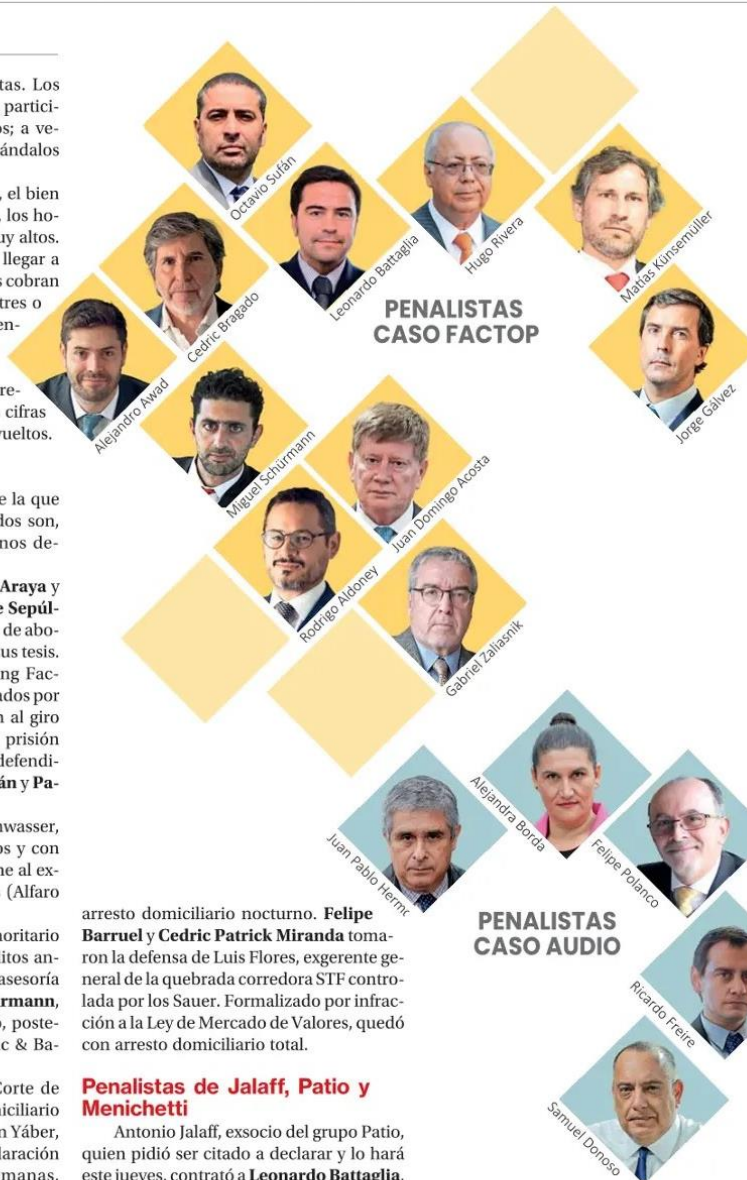 tas. Los
partici-
os; a ve-
ándalos
, el bien
, los ho-
uy altos.
llegar a
s cobran
tres o
en-
re-
cifras
vueltos.
e la que
dos son,
nos de-
Araya y
e Sepúl-
de abo-
us tesis.
ng Fac-
ados por
n al giro
prisión
defendi-
án y Pa-
nwasser,
os y con
ne al ex-
(Alfaro
noritario
litos an-
asesoría
rmann,
o, poste-
c & Ba-
Corte de
niciliario
n Yáber,
laración
manas.
Octavio Sufán
Leonardo Battaglia
Hugo Rivera
Matías Künsemüller
Cedric Bragado
PENALISTAS
CASO FACTOP
Alejandro Awad
Jorge Gálvez
Miguel Schürmann
Juan Domingo Acosta
Rodrigo Aldoney
Gabriel Zaliasnik
Alejandra Borda
Juan Pablo Hermo
Felipe Polanco
PENALISTAS
CASO AUDIO
Ricardo Freire
Samuel Donoso
arresto domiciliario nocturno. Felipe
Barruel y Cedric Patrick Miranda toma-
ron la defensa de Luis Flores, exgerente ge-
neral de la quebrada corredora STF contro-
lada por los Sauer. Formalizado por infrac-
ción a la Ley de Mercado de Valores, quedó
con arresto domiciliario total.
Penalistas de Jalaff, Patio y
Menichetti
Antonio Jalaff, exsocio del grupo Patio,
quien pidió ser citado a declarar y lo hará
este jueves, contrató a Leonardo Battaglia,